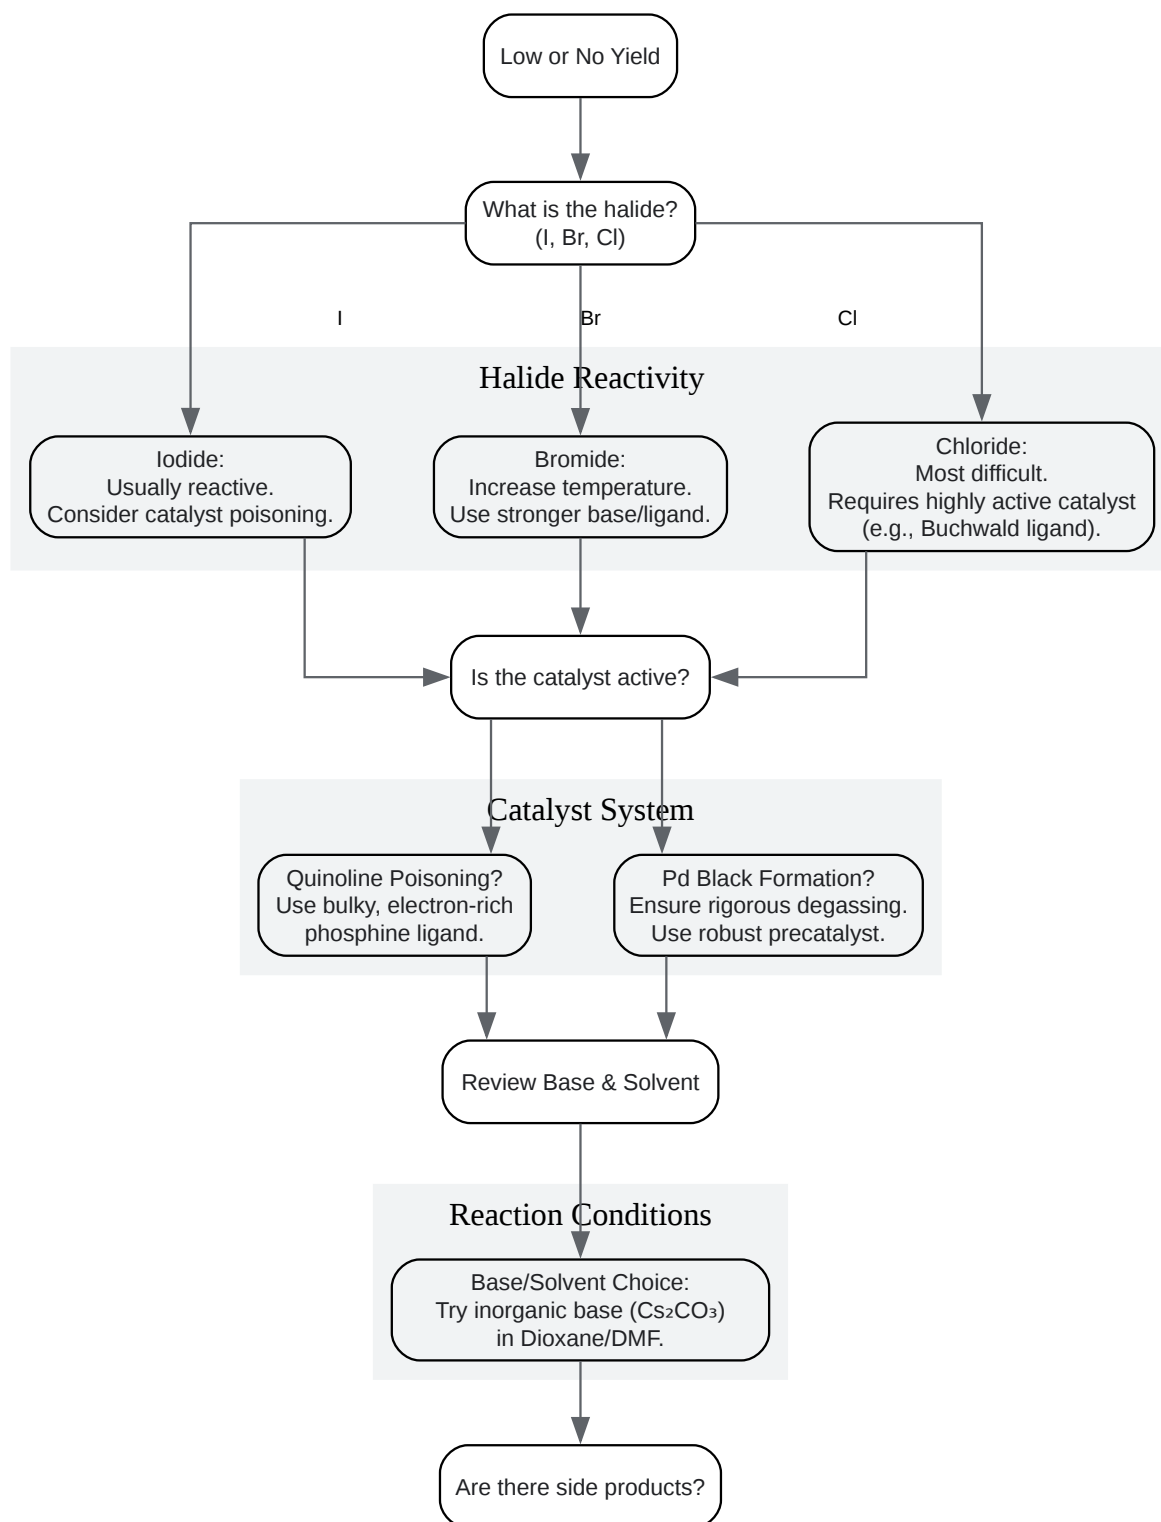 Low or No Yield
What is the halide?
(I, Br, Cl)
I
Br
Cl
Halide Reactivity
Iodide:
Usually reactive.
Consider catalyst poisoning.
Bromide:
Increase temperature.
Use stronger base/ligand.
Chloride:
Most difficult.
Requires highly active catalyst
(e.g., Buchwald ligand).
Is the catalyst active?
Catalyst System
Quinoline Poisoning?
Use bulky, electron-rich
phosphine ligand.
Pd Black Formation?
Ensure rigorous degassing.
Use robust precatalyst.
Review Base & Solvent
Reaction Conditions
Base/Solvent Choice:
Try inorganic base (Cs₂CO₃)
in Dioxane/DMF.
Are there side products?